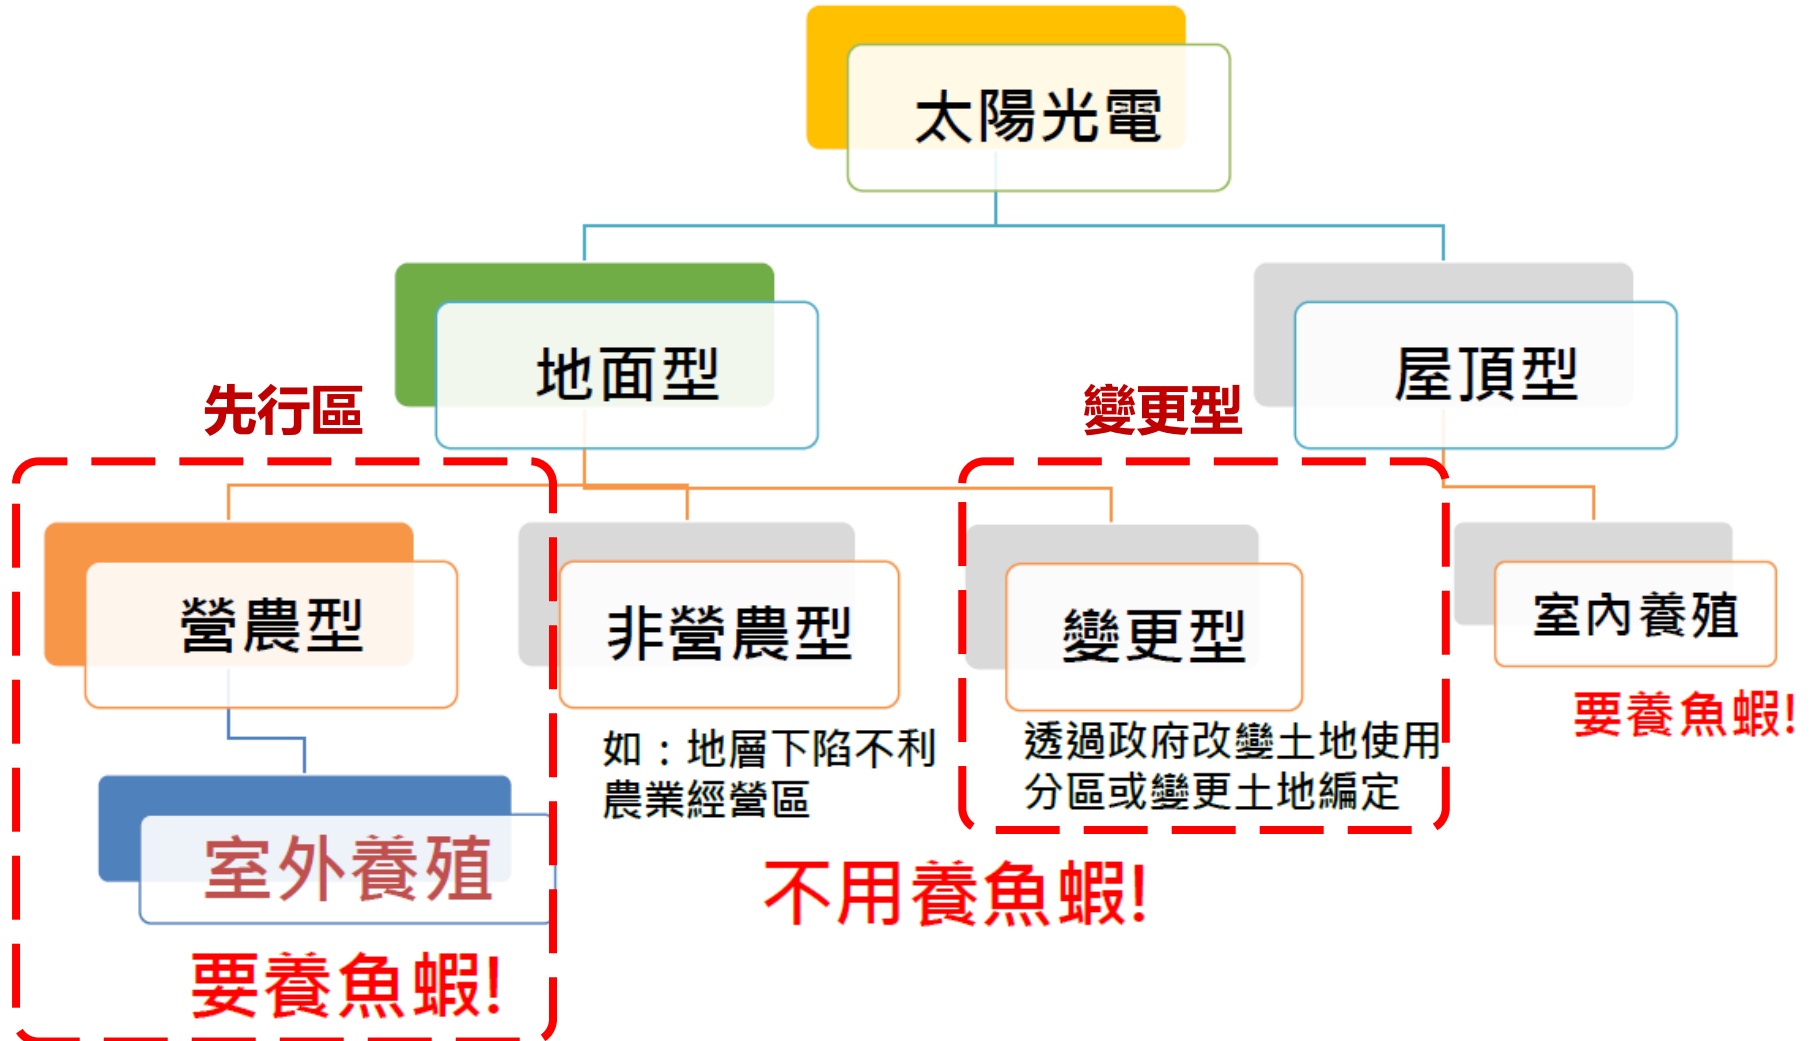 太陽光電
地面型
屋頂型
先行區
變更型
營農型
非營農型
變更型
室內養殖
要養魚蝦!
如：地層下陷不利
農業經營區
透過政府改變土地使用
分區或變更土地編定
室外養殖
不用養魚蝦!
要養魚蝦!